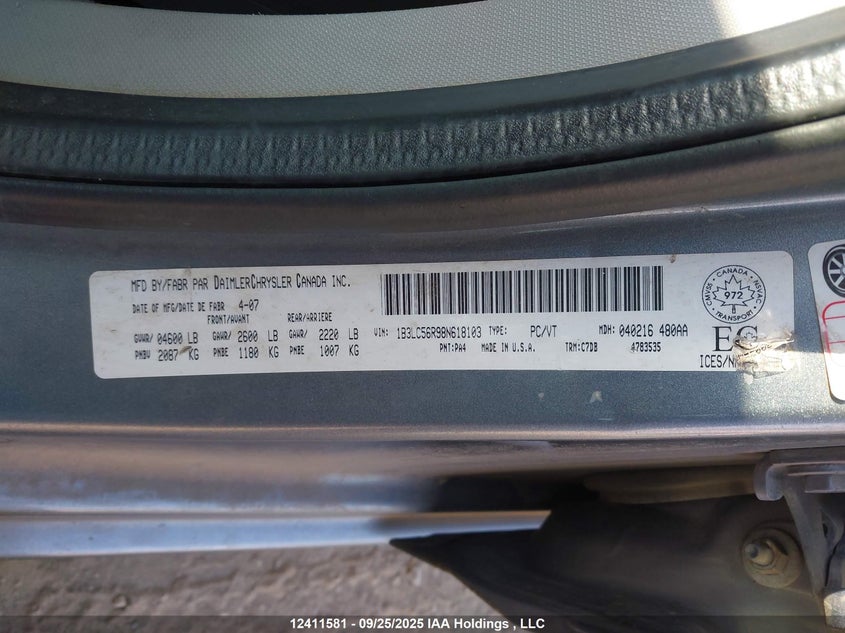 MFD BY/FABR PAR DAIMLERCHRYSLER CANADA INC.
DATE OF MFG/DATE DE FABR 4-07
FRONT/AVANT REAR/ARRIERE
GVWR/ 04600 LB GAWR/ 2600 LB GAWR/ 2220 LB
PNBV 2087 KG PNBE 1180 KG PNBE 1007 KG
VIN: 1B3LC56R98N618103 TYPE: PC/VT MDH: 040216 480AA
PNT:PA4 MADE IN U.S.A. TRM:C7DB 4783535
CANADA
CMVSS NSVAC
972
TRANSPORT
ICES/N
12411581 - 09/25/2025 IAA Holdings , LLC